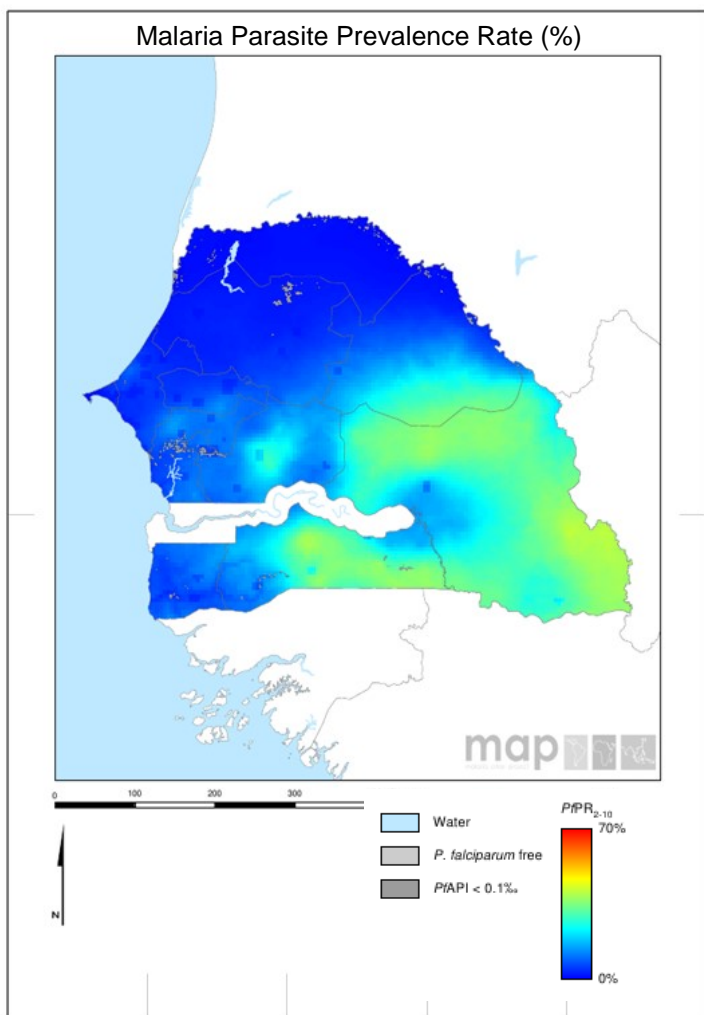 Malaria Parasite Prevalence Rate (%)
map
0 100 200 300
N
Water
P. falciparum free
PfAPI < 0.1‰
PfPR2-10
70%
0%